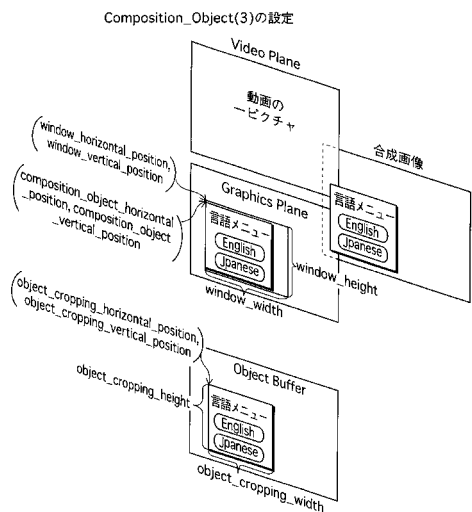 Composition_Object(3)の設定
Video Plane
動画の
一ピクチャ
合成画像
(window_horizontal_position,
window_vertical_position)
Graphics Plane
(composition_object_horizontal
_position, composition_object
_vertical_position)
言語メニュー
English
Jpanese
言語メニュー
English
Jpanese
window_height
window_width
(object_cropping_horizontal_position,
object_cropping_vertical_position)
Object Buffer
object_cropping_height
言語メニュー
English
Jpanese
object_cropping_width